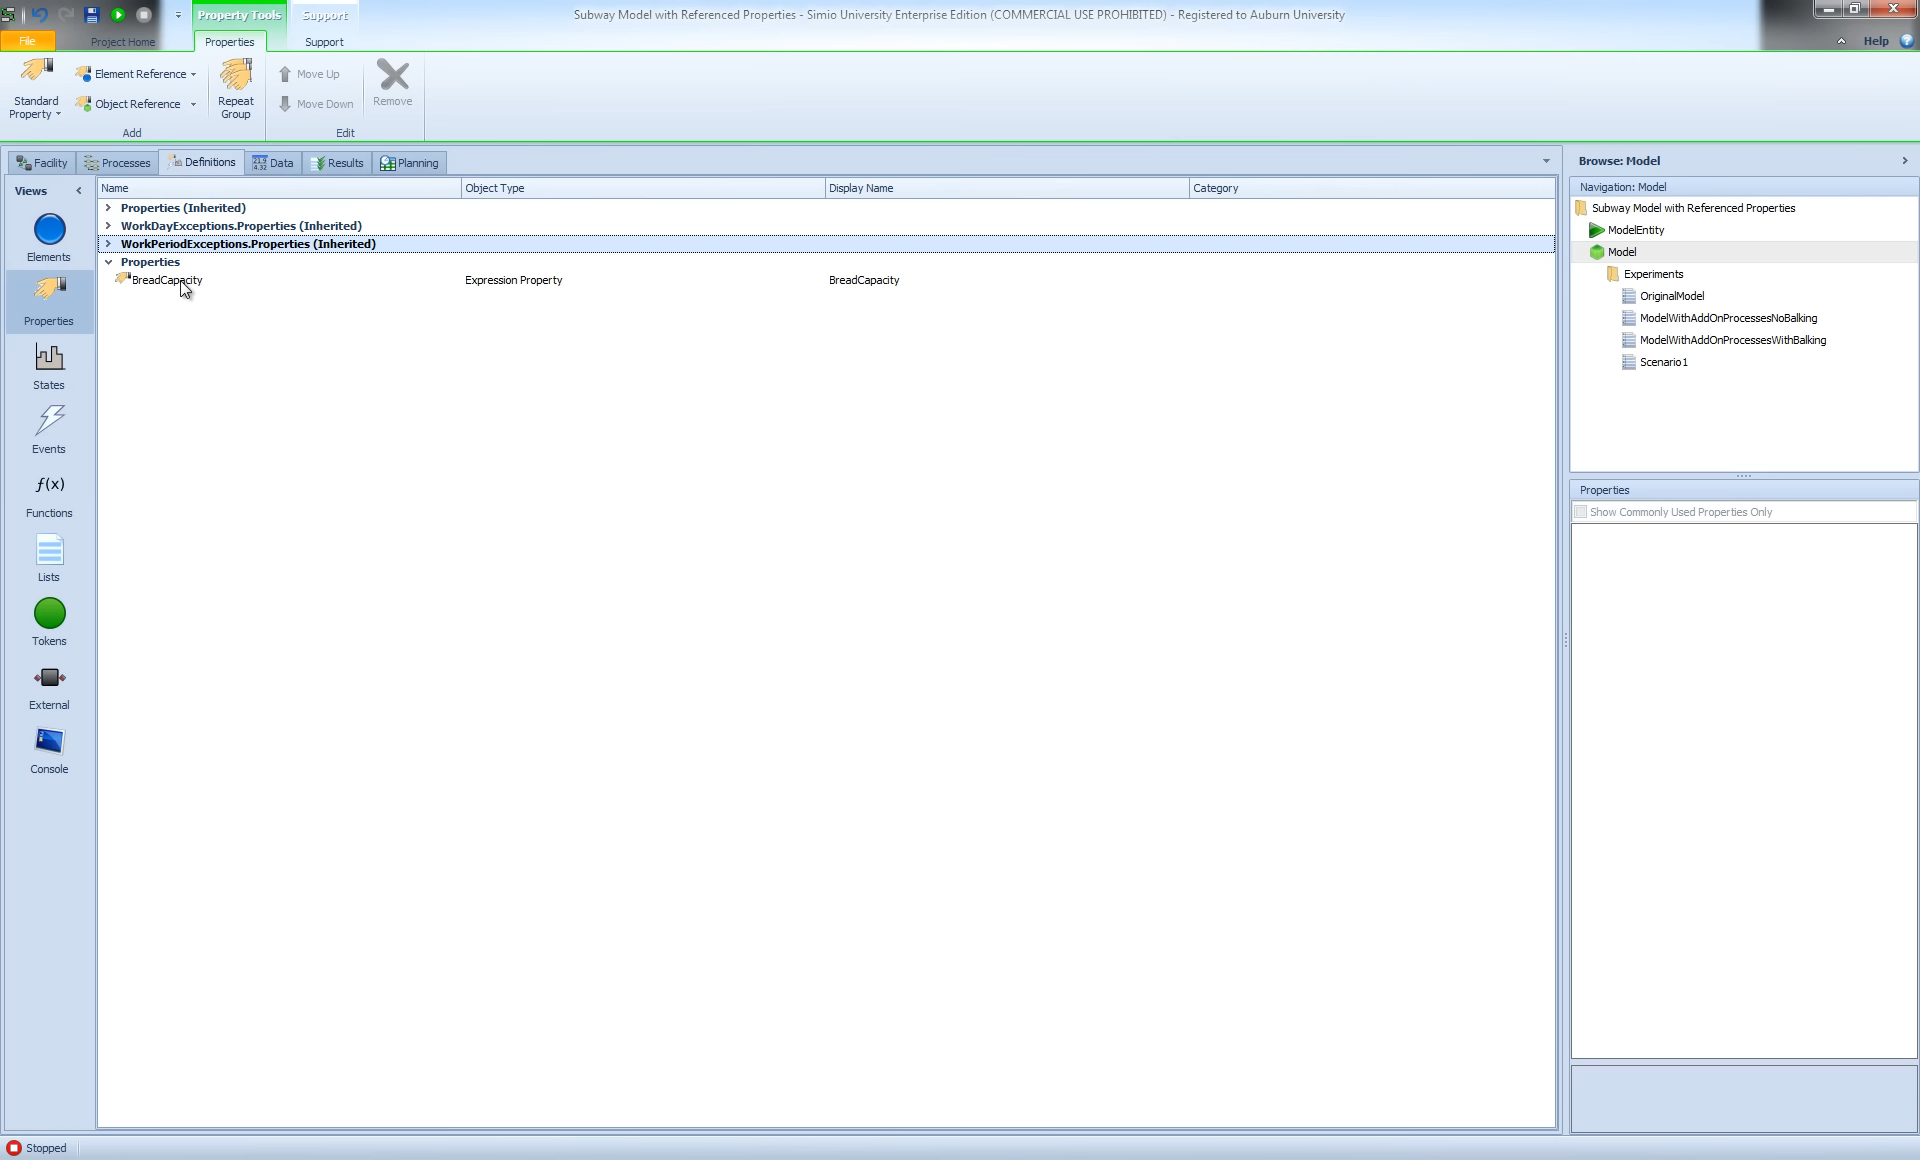 Property Tools
Support
Subway Model with Referenced Properties - Simio University Enterprise Edition (COMMERCIAL USE PROHIBITED) - Registered to Auburn University
File
Project Home
Properties
Support
Help
Standard Property
Element Reference
Object Reference
Repeat Group
Move Up
Move Down
Remove
Add
Edit
Facility
Processes
Definitions
Data
Results
Planning
Views
Elements
Properties
States
Events
f(x)
Functions
Lists
Tokens
External
Console
Name
Object Type
Display Name
Category
Properties (Inherited)
WorkDayExceptions.Properties (Inherited)
WorkPeriodExceptions.Properties (Inherited)
Properties
BreadCapacity
Expression Property
BreadCapacity
Browse: Model
Navigation: Model
Subway Model with Referenced Properties
ModelEntity
Model
Experiments
OriginalModel
ModelWithAddOnProcessesNoBalking
ModelWithAddOnProcessesWithBalking
Scenario1
Properties
Show Commonly Used Properties Only
Stopped